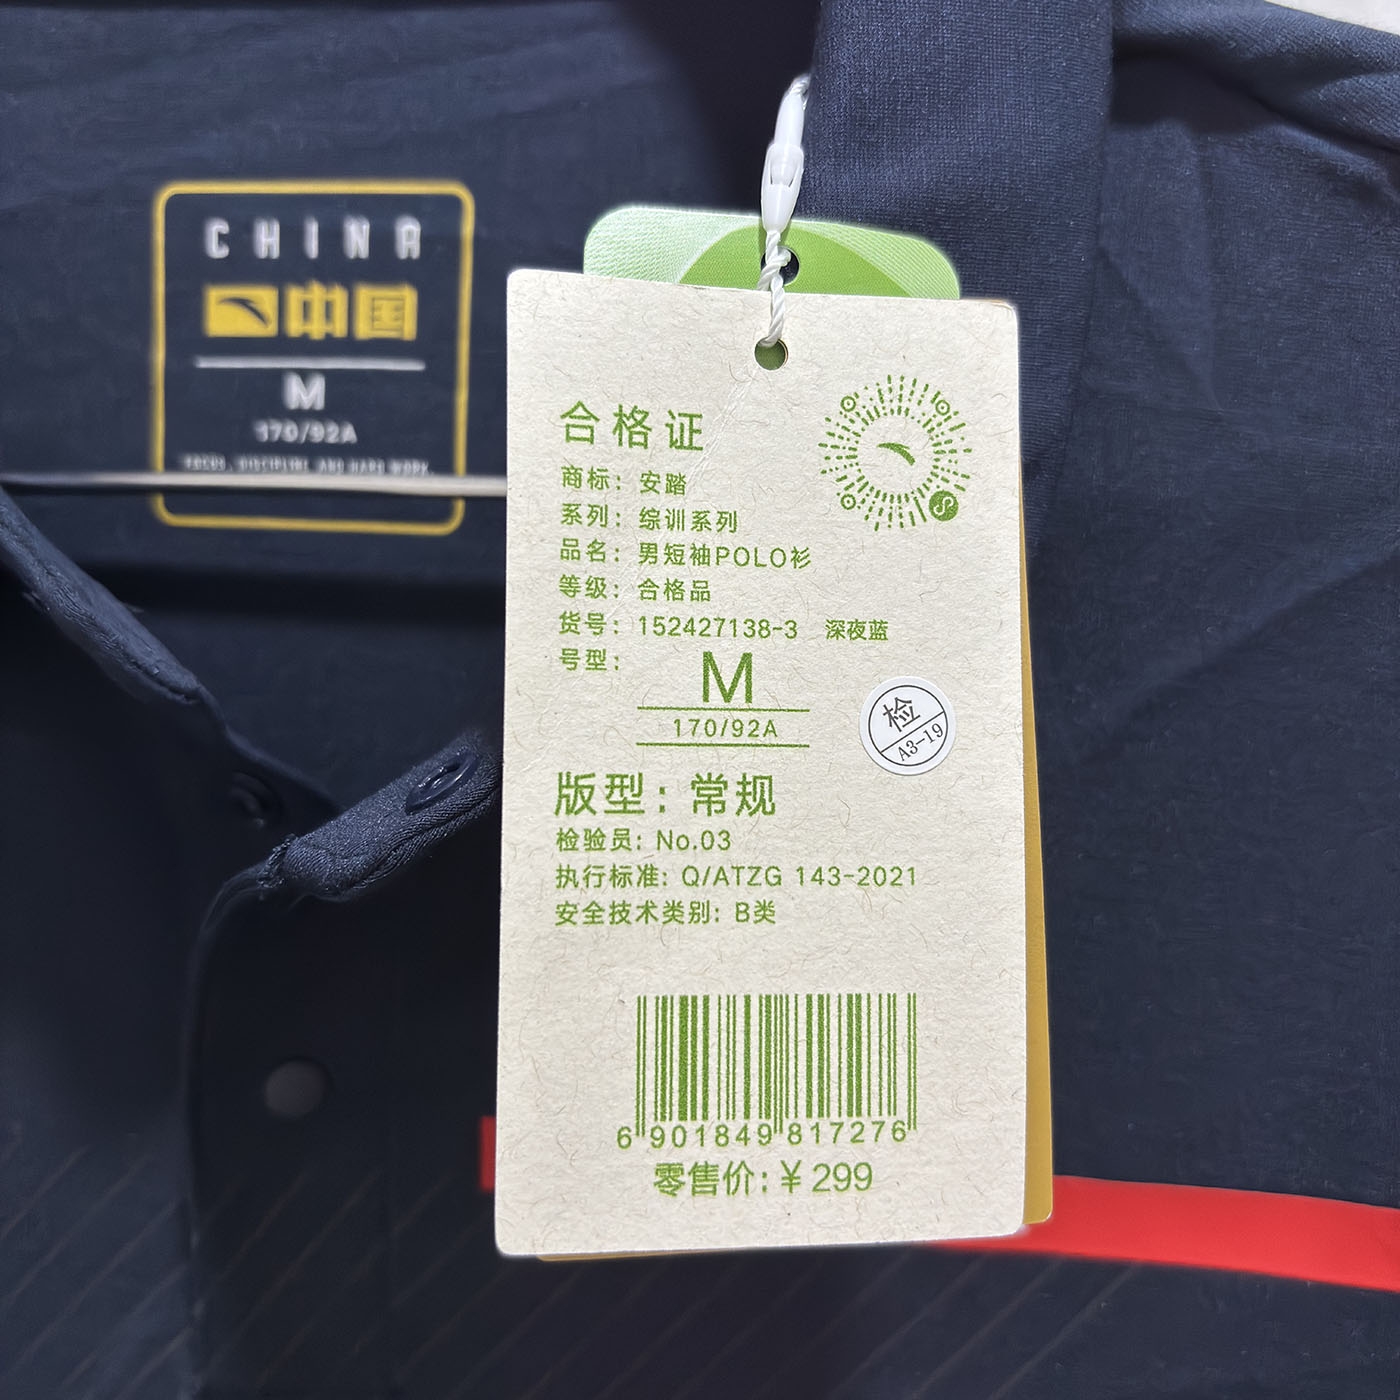 CHINA
中国
M
170/92A
合格证
商标：安踏
系列：综训系列
品名：男短袖POLO衫
等级：合格品
货号：152427138-3 深夜蓝
号型：
M
170/92A
检
A3-19
版型：常规
检验员：No.03
执行标准：Q/ATZG 143-2021
安全技术类别：B类
6 901849 817276
零售价：¥ 299